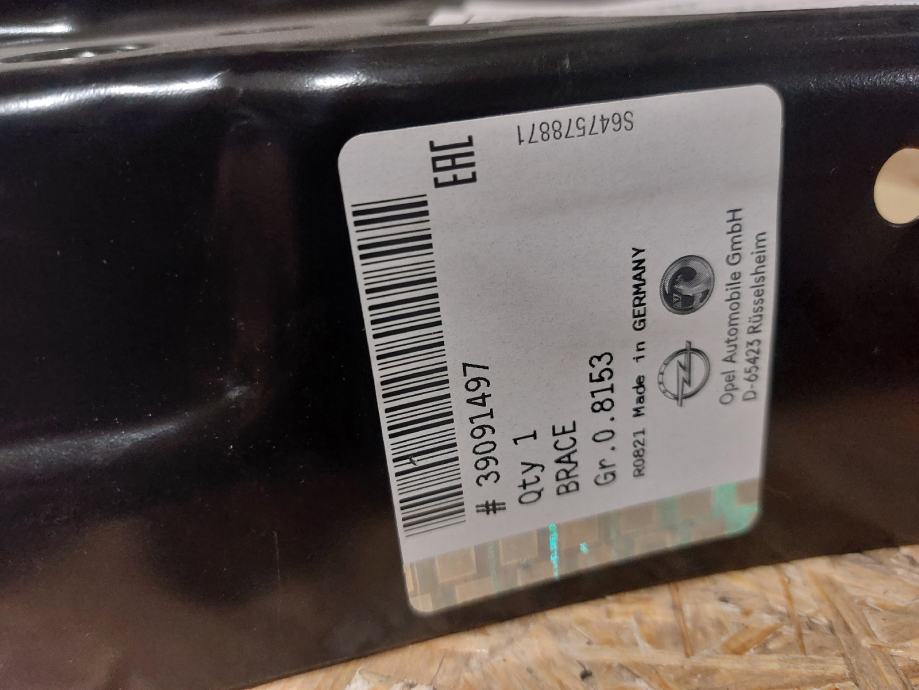 S647578871
EAC
# 39091497
Qty 1
BRACE
Gr.0.8153
R0821 Made in GERMANY
Opel Automobile GmbH
D-65423 Rüsselsheim